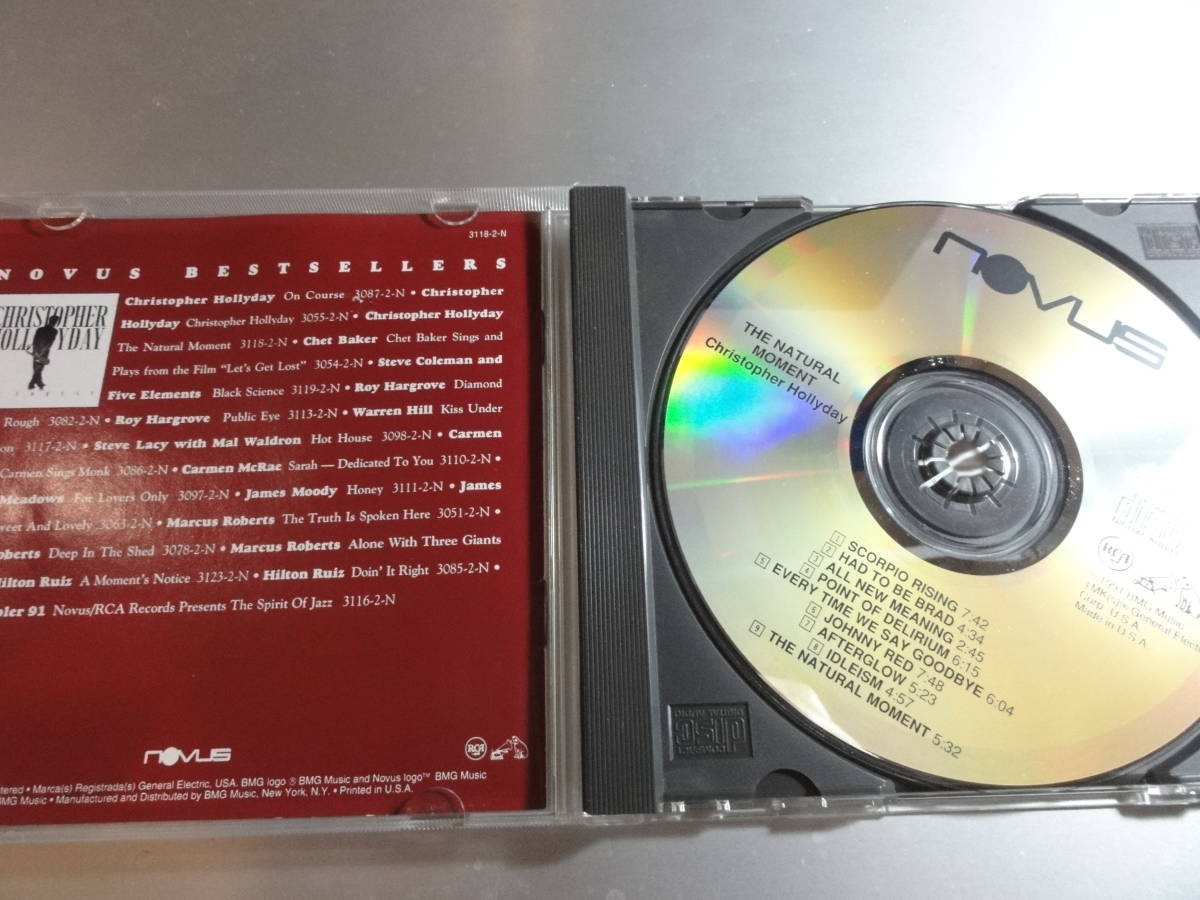 3118-2-N
NOVUS BESTSELLERS
CHRISTOPHER
HOLLYDAY
Christopher Hollyday On Course 3087-2-N • Christopher
Hollyday Christopher Hollyday 3055-2-N • Christopher Hollyday
The Natural Moment 3118-2-N • Chet Baker Chet Baker Sings and
Plays from the Film "Let's Get Lost" 3054-2-N • Steve Coleman and
Five Elements Black Science 3119-2-N • Roy Hargrove Diamond
Rough 3082-2-N • Roy Hargrove Public Eye 3113-2-N • Warren Hill Kiss Under
3117-2-N • Steve Lacy with Mal Waldron Hot House 3098-2-N • Carmen
Carmen Sings Monk 3086-2-N • Carmen McRae Sarah — Dedicated To You 3110-2-N •
Meadows For Lovers Only 3097-2-N • James Moody Honey 3111-2-N • James
And Lovely 3063-2-N • Marcus Roberts The Truth Is Spoken Here 3051-2-N •
Deep In The Shed 3078-2-N • Marcus Roberts Alone With Three Giants
Hilton Ruiz A Moment's Notice 3123-2-N • Hilton Ruiz Doin' It Right 3085-2-N •
91 Novus/RCA Records Presents The Spirit Of Jazz 3116-2-N
novus
RCA
• Marca(s) Registrada(s) General Electric, USA. BMG logo ® BMG Music and Novus logo™ BMG Music
BMG Music • Manufactured and Distributed by BMG Music, New York, N.Y. • Printed in U.S.A.
novus
THE NATURAL
MOMENT
Christopher Hollyday
1 SCORPIO RISING 7:42
2 HAD TO BE BRAD 4:34
3 ALL NEW MEANING 2:45
4 POINT OF DELIRIUM 6:15
5 EVERY TIME WE SAY GOODBYE 6:04
6 JOHNNY RED 7:48
7 AFTERGLOW 5:23
8 IDLEISM 4:57
9 THE NATURAL MOMENT 5:32
RCA
1991 BMG Music
TMK(s)® General
Corp. U.S.A.
Made in U.S.A.